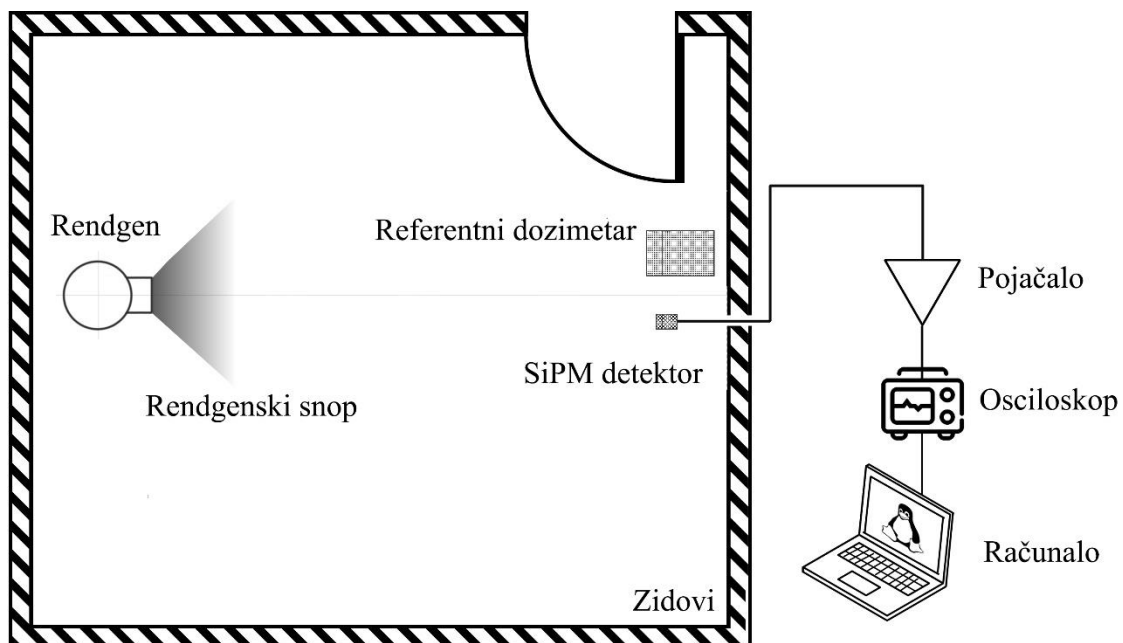 Rendgen
Referentni dozimetar
Pojačalo
SiPM detektor
Rendgenski snop
Osciloskop
Računalo
Zidovi